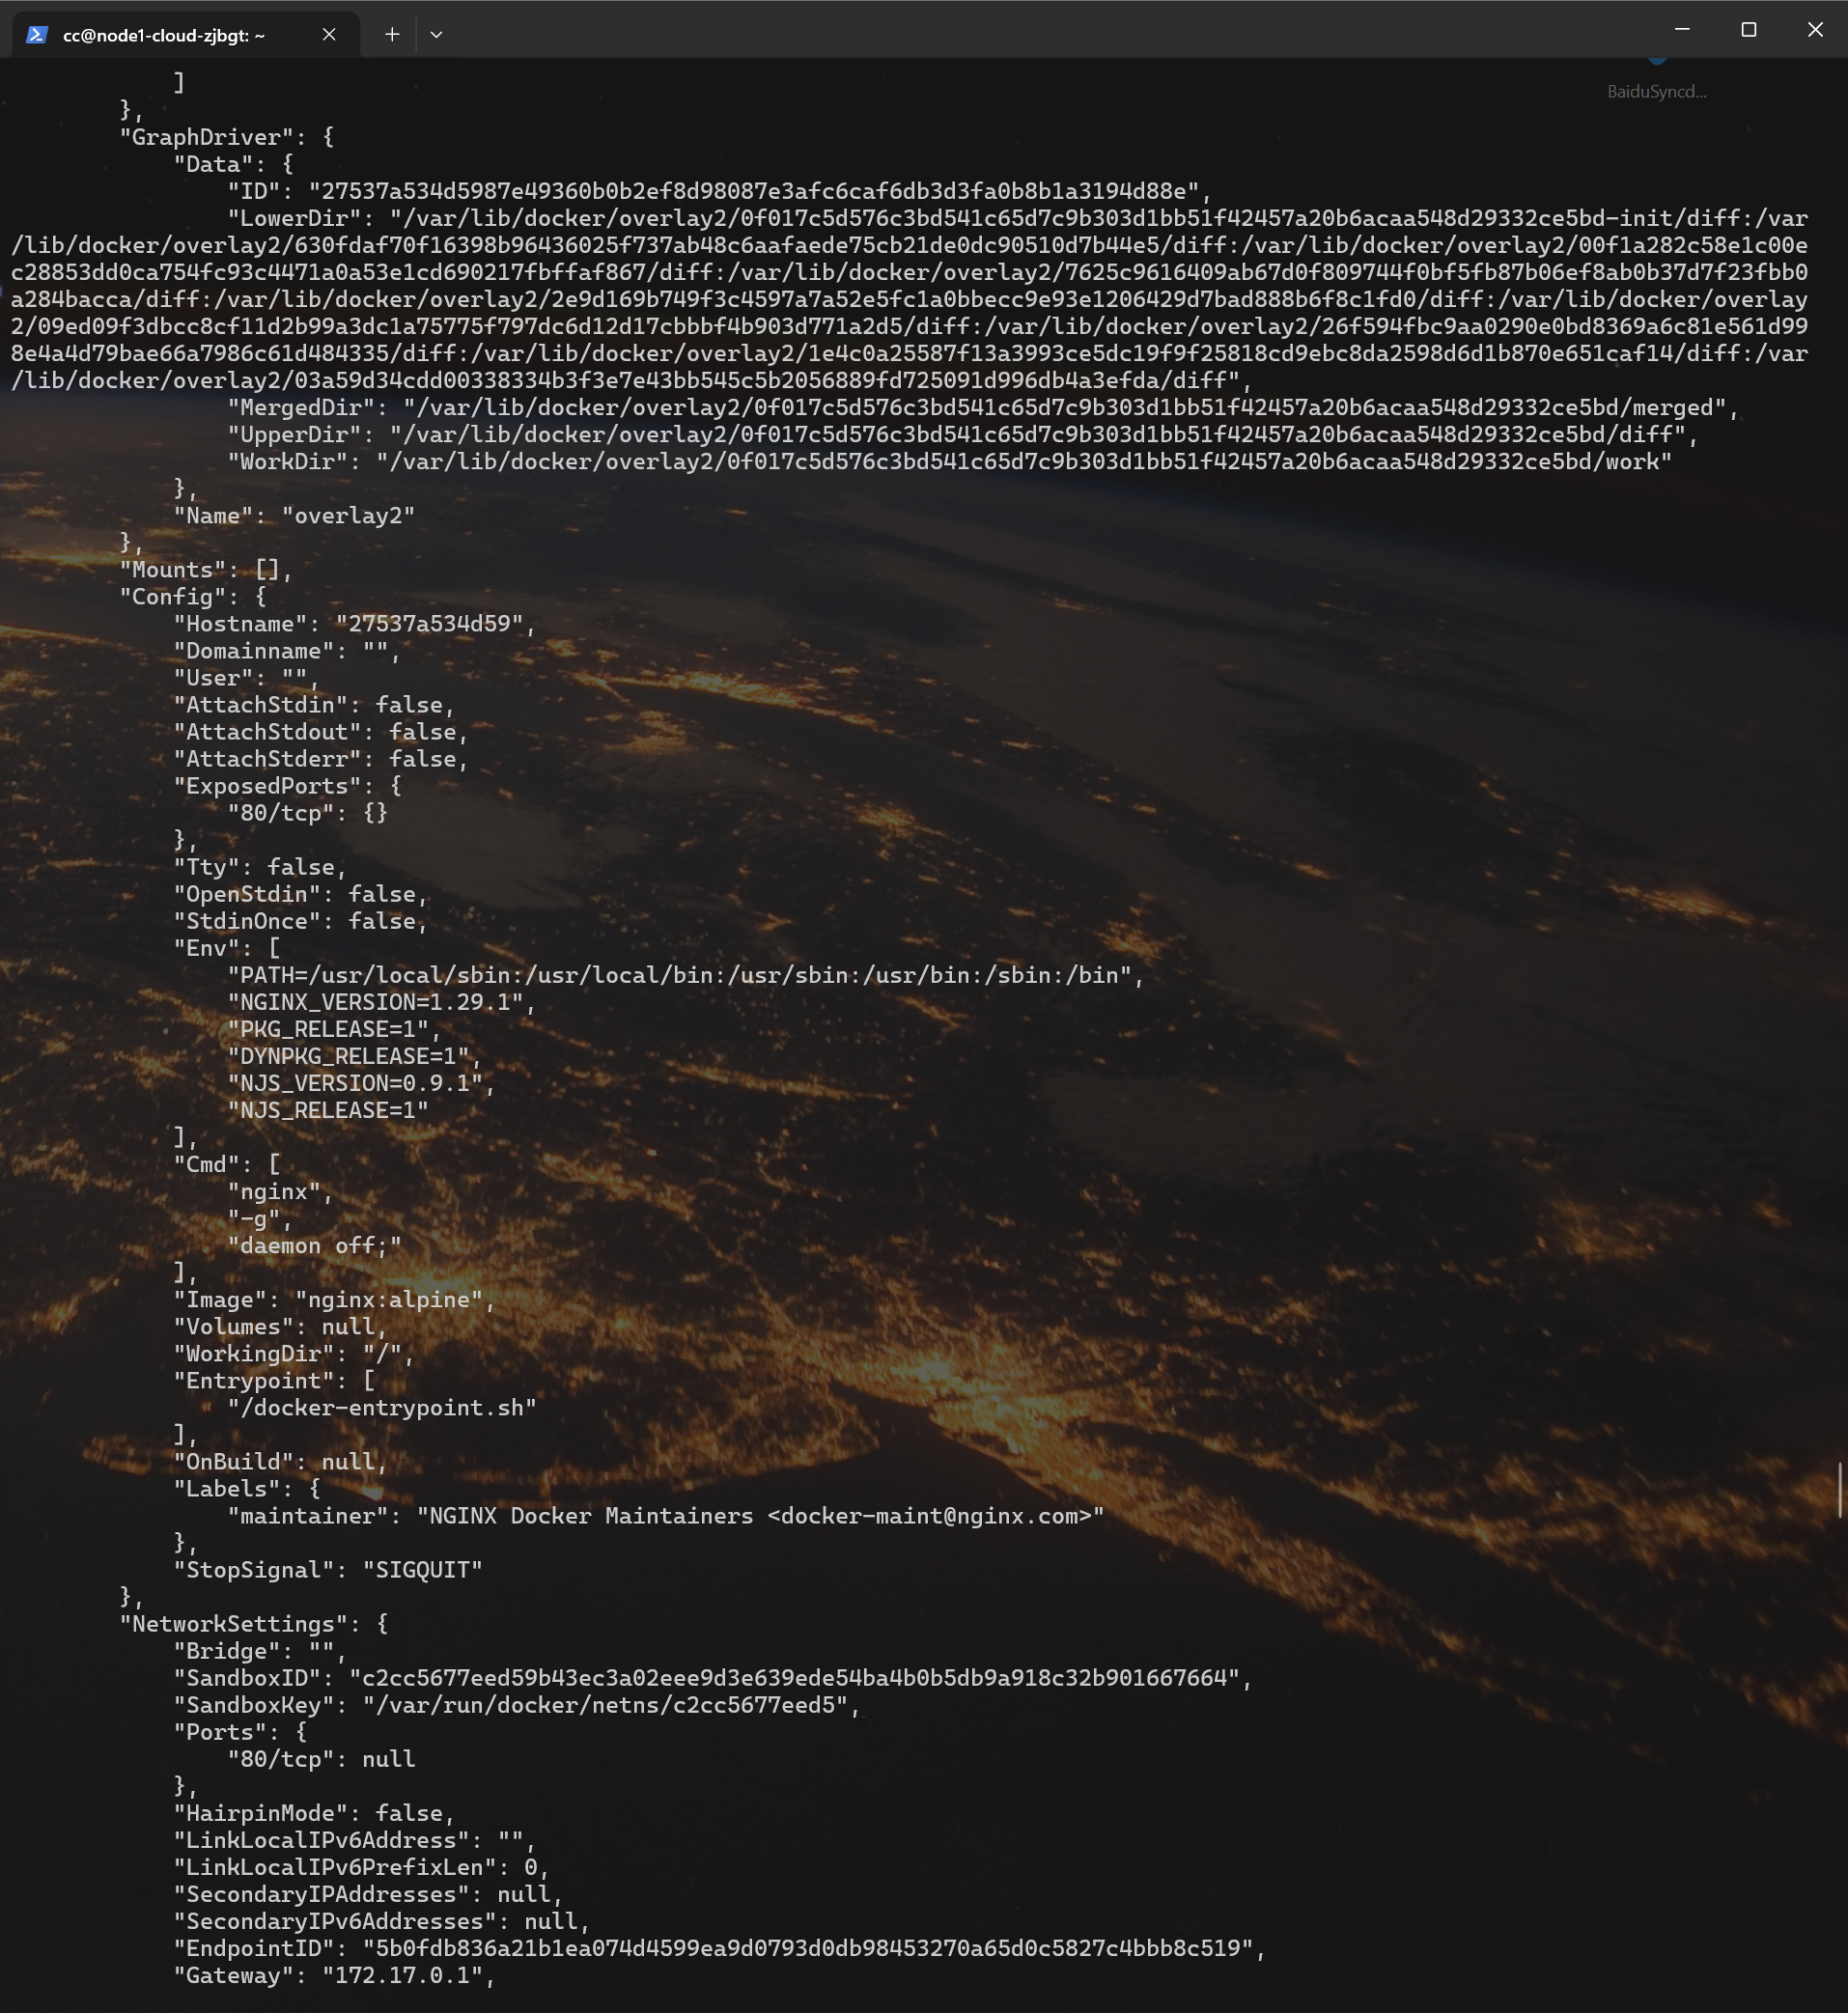 cc@node1-cloud-zjbgt: ~
BaiduSyncd...
]
},
"GraphDriver": {
"Data": {
"ID": "27537a534d5987e49360b0b2ef8d98087e3afc6caf6db3d3fa0b8b1a3194d88e",
"LowerDir": "/var/lib/docker/overlay2/0f017c5d576c3bd541c65d7c9b303d1bb51f42457a20b6acaa548d29332ce5bd-init/diff:/var
/lib/docker/overlay2/630fdaf70f16398b96436025f737ab48c6aafaede75cb21de0dc90510d7b44e5/diff:/var/lib/docker/overlay2/00f1a282c58e1c00e
c28853dd0ca754fc93c4471a0a53e1cd690217fbffaf867/diff:/var/lib/docker/overlay2/7625c9616409ab67d0f809744f0bf5fb87b06ef8ab0b37d7f23fbb0
a284bacca/diff:/var/lib/docker/overlay2/2e9d169b749f3c4597a7a52e5fc1a0bbecc9e93e1206429d7bad888b6f8c1fd0/diff:/var/lib/docker/overlay
2/09ed09f3dbcc8cf11d2b99a3dc1a75775f797dc6d12d17cbbbf4b903d771a2d5/diff:/var/lib/docker/overlay2/26f594fbc9aa0290e0bd8369a6c81e561d99
8e4a4d79bae66a7986c61d484335/diff:/var/lib/docker/overlay2/1e4c0a25587f13a3993ce5dc19f9f25818cd9ebc8da2598d6d1b870e651caf14/diff:/var
/lib/docker/overlay2/03a59d34cdd00338334b3f3e7e43bb545c5b2056889fd725091d996db4a3efda/diff",
"MergedDir": "/var/lib/docker/overlay2/0f017c5d576c3bd541c65d7c9b303d1bb51f42457a20b6acaa548d29332ce5bd/merged",
"UpperDir": "/var/lib/docker/overlay2/0f017c5d576c3bd541c65d7c9b303d1bb51f42457a20b6acaa548d29332ce5bd/diff",
"WorkDir": "/var/lib/docker/overlay2/0f017c5d576c3bd541c65d7c9b303d1bb51f42457a20b6acaa548d29332ce5bd/work"
},
"Name": "overlay2"
},
"Mounts": [],
"Config": {
"Hostname": "27537a534d59",
"Domainname": "",
"User": "",
"AttachStdin": false,
"AttachStdout": false,
"AttachStderr": false,
"ExposedPorts": {
"80/tcp": {}
},
"Tty": false,
"OpenStdin": false,
"StdinOnce": false,
"Env": [
"PATH=/usr/local/sbin:/usr/local/bin:/usr/sbin:/usr/bin:/sbin:/bin",
"NGINX_VERSION=1.29.1",
"PKG_RELEASE=1",
"DYNPKG_RELEASE=1",
"NJS_VERSION=0.9.1",
"NJS_RELEASE=1"
],
"Cmd": [
"nginx",
"-g",
"daemon off;"
],
"Image": "nginx:alpine",
"Volumes": null,
"WorkingDir": "/",
"Entrypoint": [
"/docker-entrypoint.sh"
],
"OnBuild": null,
"Labels": {
"maintainer": "NGINX Docker Maintainers <docker-maint@nginx.com>"
},
"StopSignal": "SIGQUIT"
},
"NetworkSettings": {
"Bridge": "",
"SandboxID": "c2cc5677eed59b43ec3a02eee9d3e639ede54ba4b0b5db9a918c32b901667664",
"SandboxKey": "/var/run/docker/netns/c2cc5677eed5",
"Ports": {
"80/tcp": null
},
"HairpinMode": false,
"LinkLocalIPv6Address": "",
"LinkLocalIPv6PrefixLen": 0,
"SecondaryIPAddresses": null,
"SecondaryIPv6Addresses": null,
"EndpointID": "5b0fdb836a21b1ea074d4599ea9d0793d0db98453270a65d0c5827c4bbb8c519",
"Gateway": "172.17.0.1",